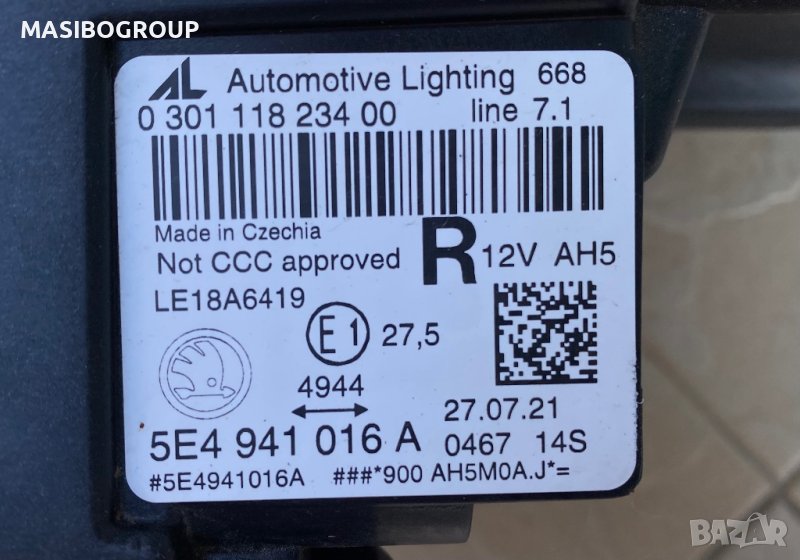 MASIBOGROUP
AL Automotive Lighting 668
0 301 118 234 00 line 7.1
Made in Czechia
Not CCC approved R 12V AH5
LE18A6419
E1 27,5
4944
27.07.21
5E4 941 016 A 0467 14S
#5E4941016A ###*900 AH5M0A.J*=
BAZAR